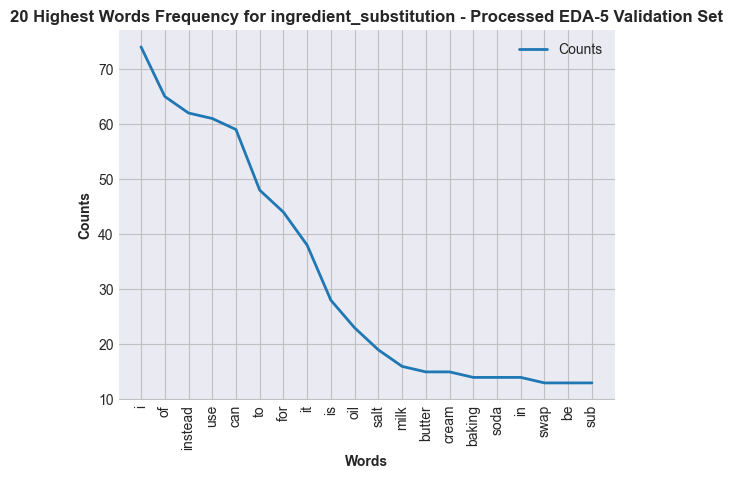 20 Highest Words Frequency for ingredient_substitution - Processed EDA-5 Validation Set
Counts
70
60
50
40
30
20
10
Counts
i
of
instead
use
can
to
for
it
is
oil
salt
milk
butter
cream
baking
soda
in
swap
be
sub
Words